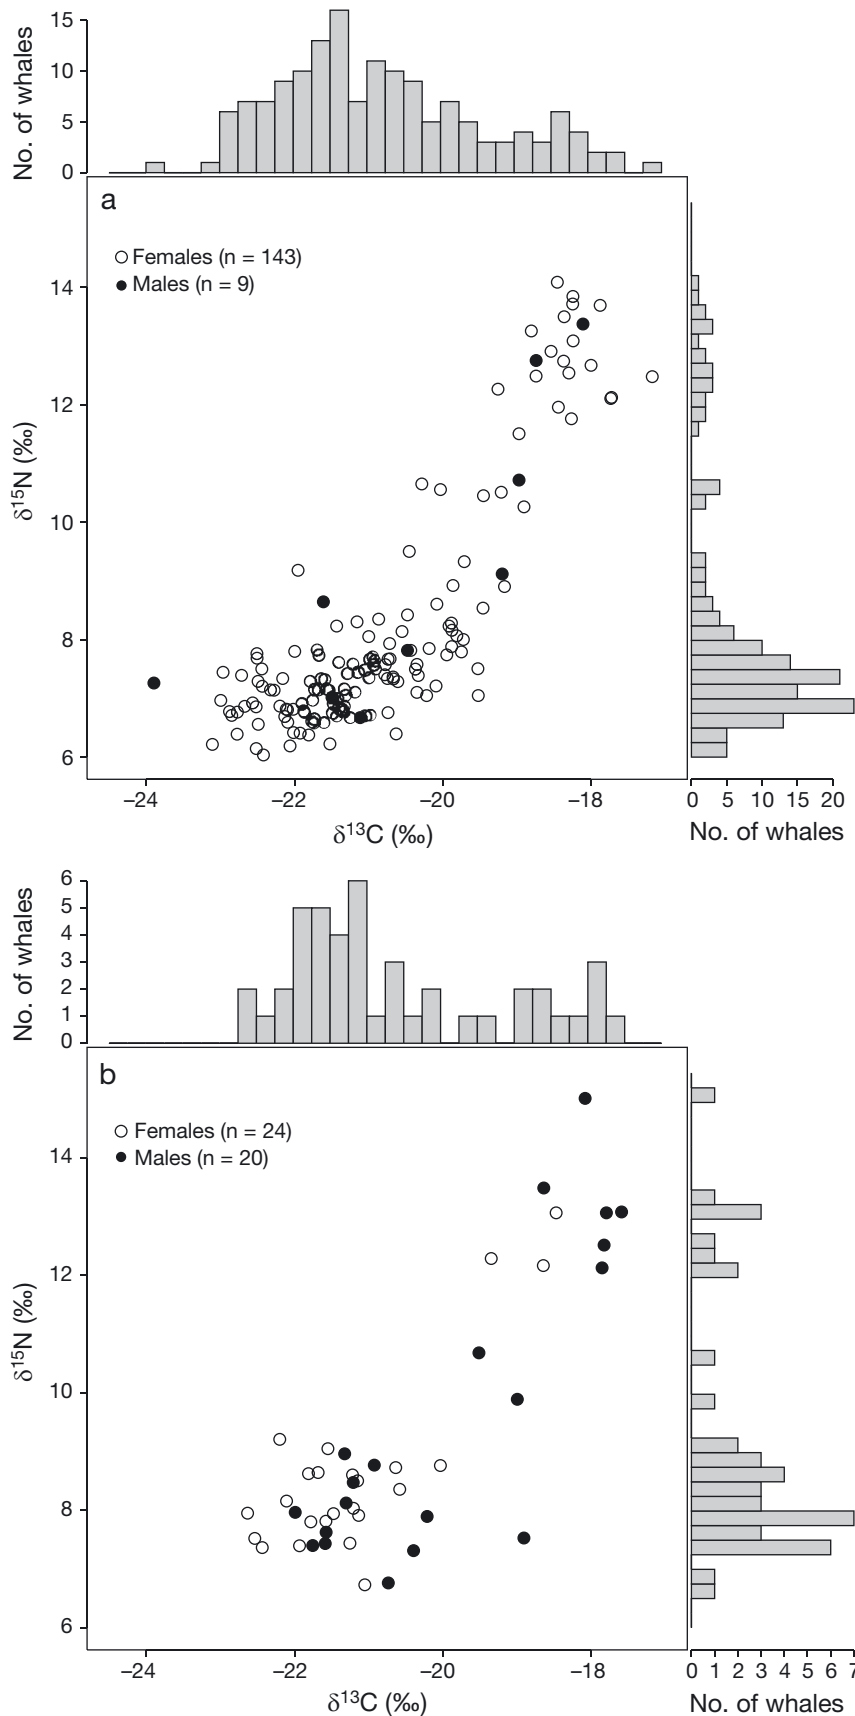 No. of whales
15
10
5
0
a
Females (n = 143)
Males (n = 9)
δ15N (‰)
14
12
10
8
6
–24 –22 –20 –18
δ13C (‰)
0 5 10 15 20
No. of whales
No. of whales
6
5
4
3
2
1
0
b
Females (n = 24)
Males (n = 20)
δ15N (‰)
14
12
10
8
6
–24 –22 –20 –18
δ13C (‰)
0 1 2 3 4 5 6 7
No. of whales